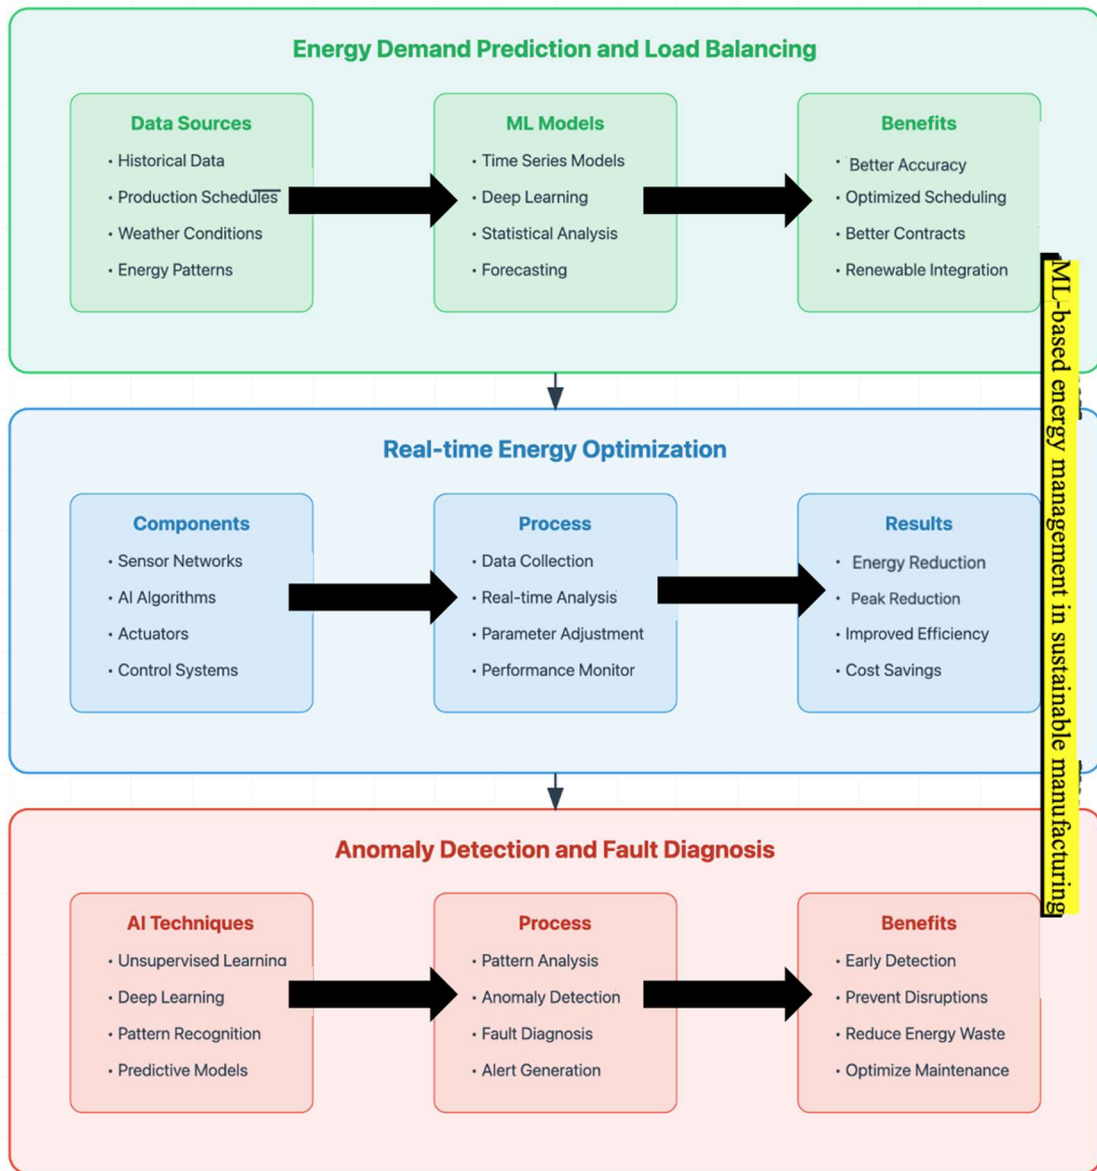 Energy Demand Prediction and Load Balancing
Data Sources
• Historical Data
• Production Schedules
• Weather Conditions
• Energy Patterns
ML Models
• Time Series Models
• Deep Learning
• Statistical Analysis
• Forecasting
Benefits
• Better Accuracy
• Optimized Scheduling
• Better Contracts
• Renewable Integration
Real-time Energy Optimization
Components
• Sensor Networks
• AI Algorithms
• Actuators
• Control Systems
Process
• Data Collection
• Real-time Analysis
• Parameter Adjustment
• Performance Monitor
Results
• Energy Reduction
• Peak Reduction
• Improved Efficiency
• Cost Savings
Anomaly Detection and Fault Diagnosis
AI Techniques
• Unsupervised Learning
• Deep Learning
• Pattern Recognition
• Predictive Models
Process
• Pattern Analysis
• Anomaly Detection
• Fault Diagnosis
• Alert Generation
Benefits
• Early Detection
• Prevent Disruptions
• Reduce Energy Waste
• Optimize Maintenance
ML-based energy management in sustainable manufacturing